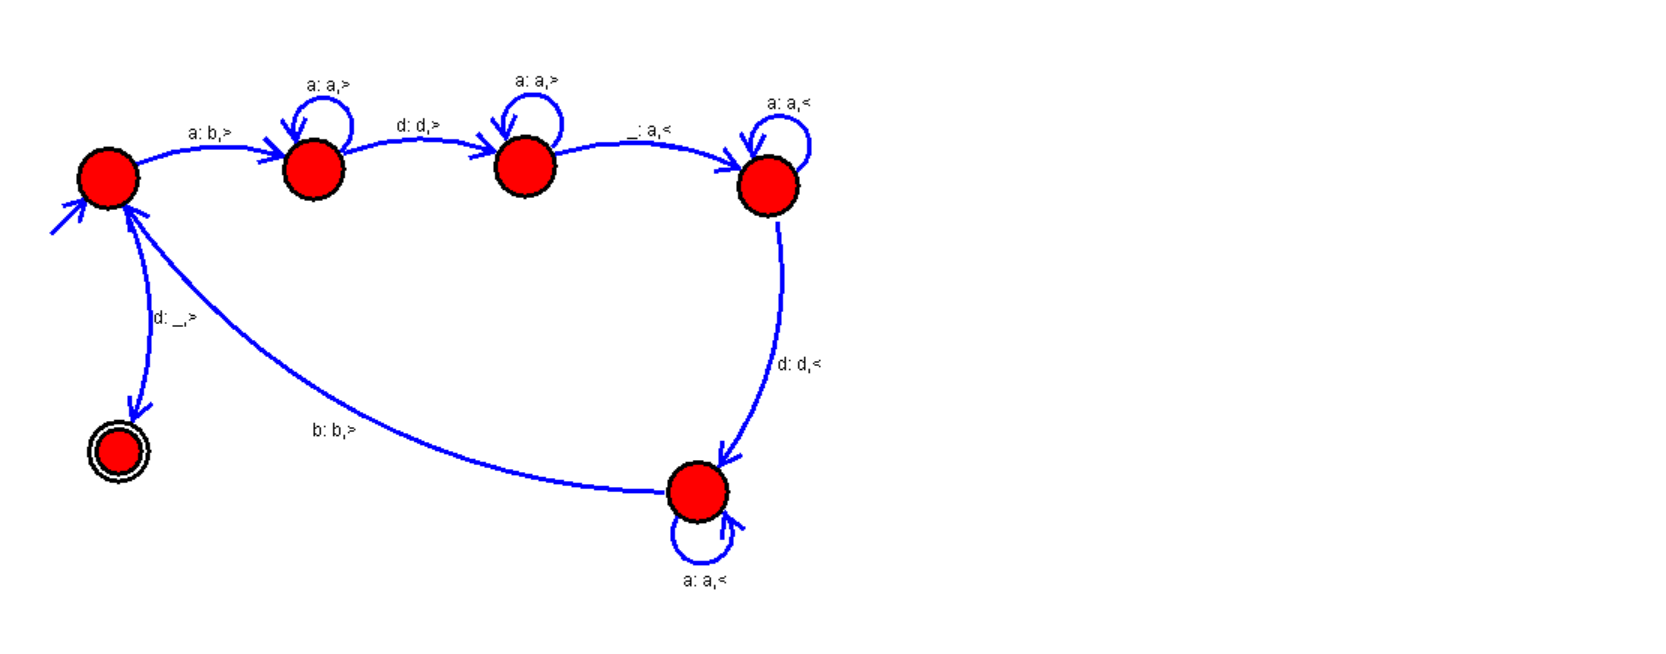 a: a,>
a: a,>
a: a,<
a: b,>
d: d,>
_: a,<
d: _,>
d: d,<
b: b,>
a: a,<